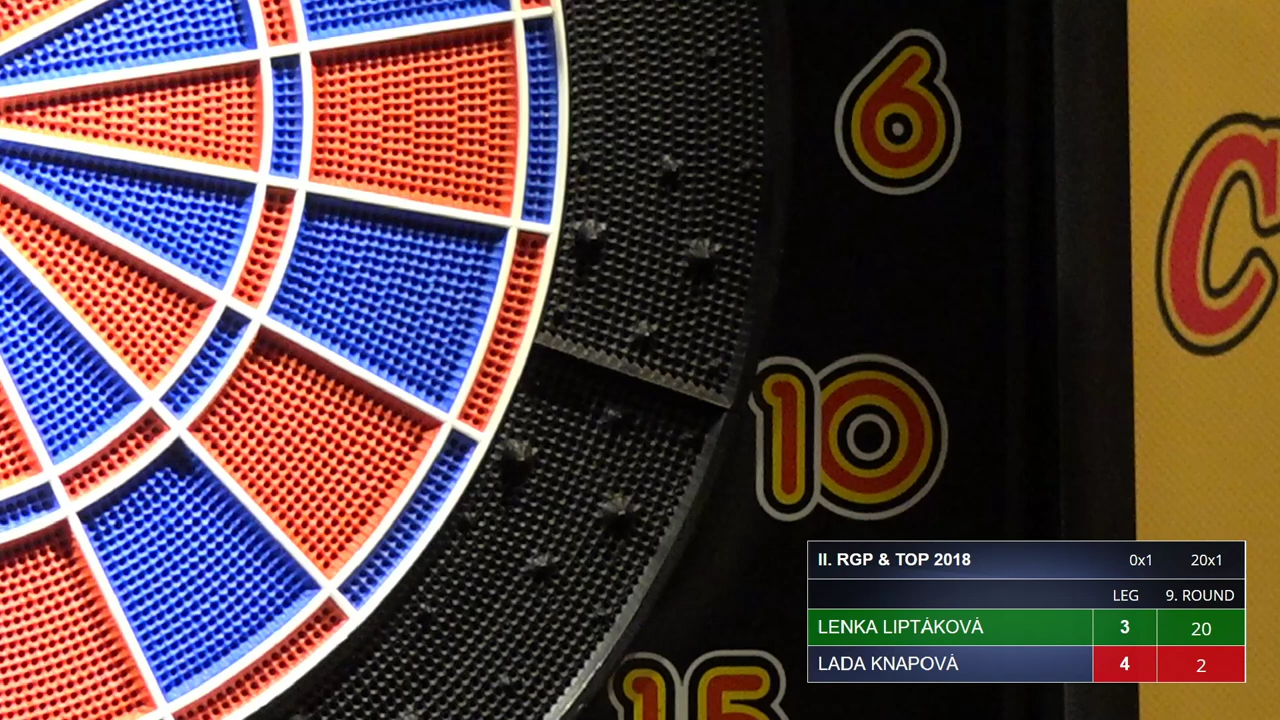 6
C
10
II. RGP & TOP 2018 0x1 20x1
LEG 9. ROUND
LENKA LIPTÁKOVÁ 3 20
LADA KNAPOVÁ 4 2
15